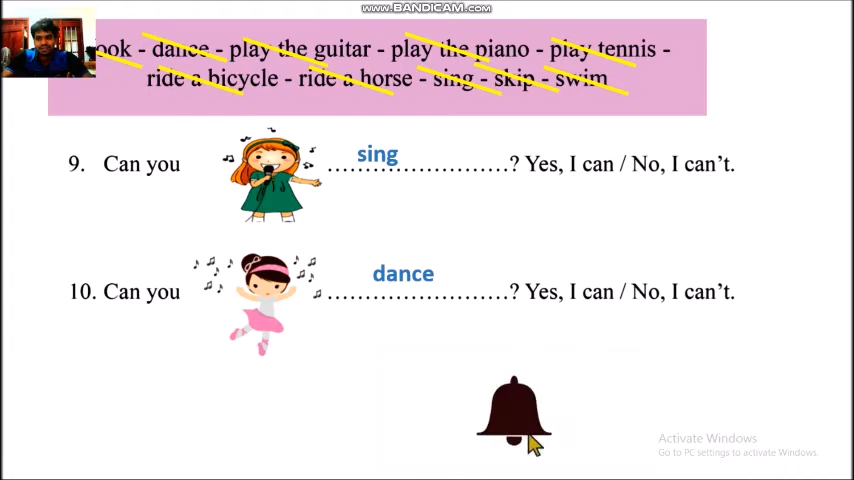 www.BANDICAM.com
ook - dance - play the guitar - play the piano - play tennis -
ride a bicycle - ride a horse - sing - skip - swim
9. Can you sing ........................? Yes, I can / No, I can't.
10. Can you dance ........................? Yes, I can / No, I can't.
Activate Windows
Go to PC settings to activate Windows.